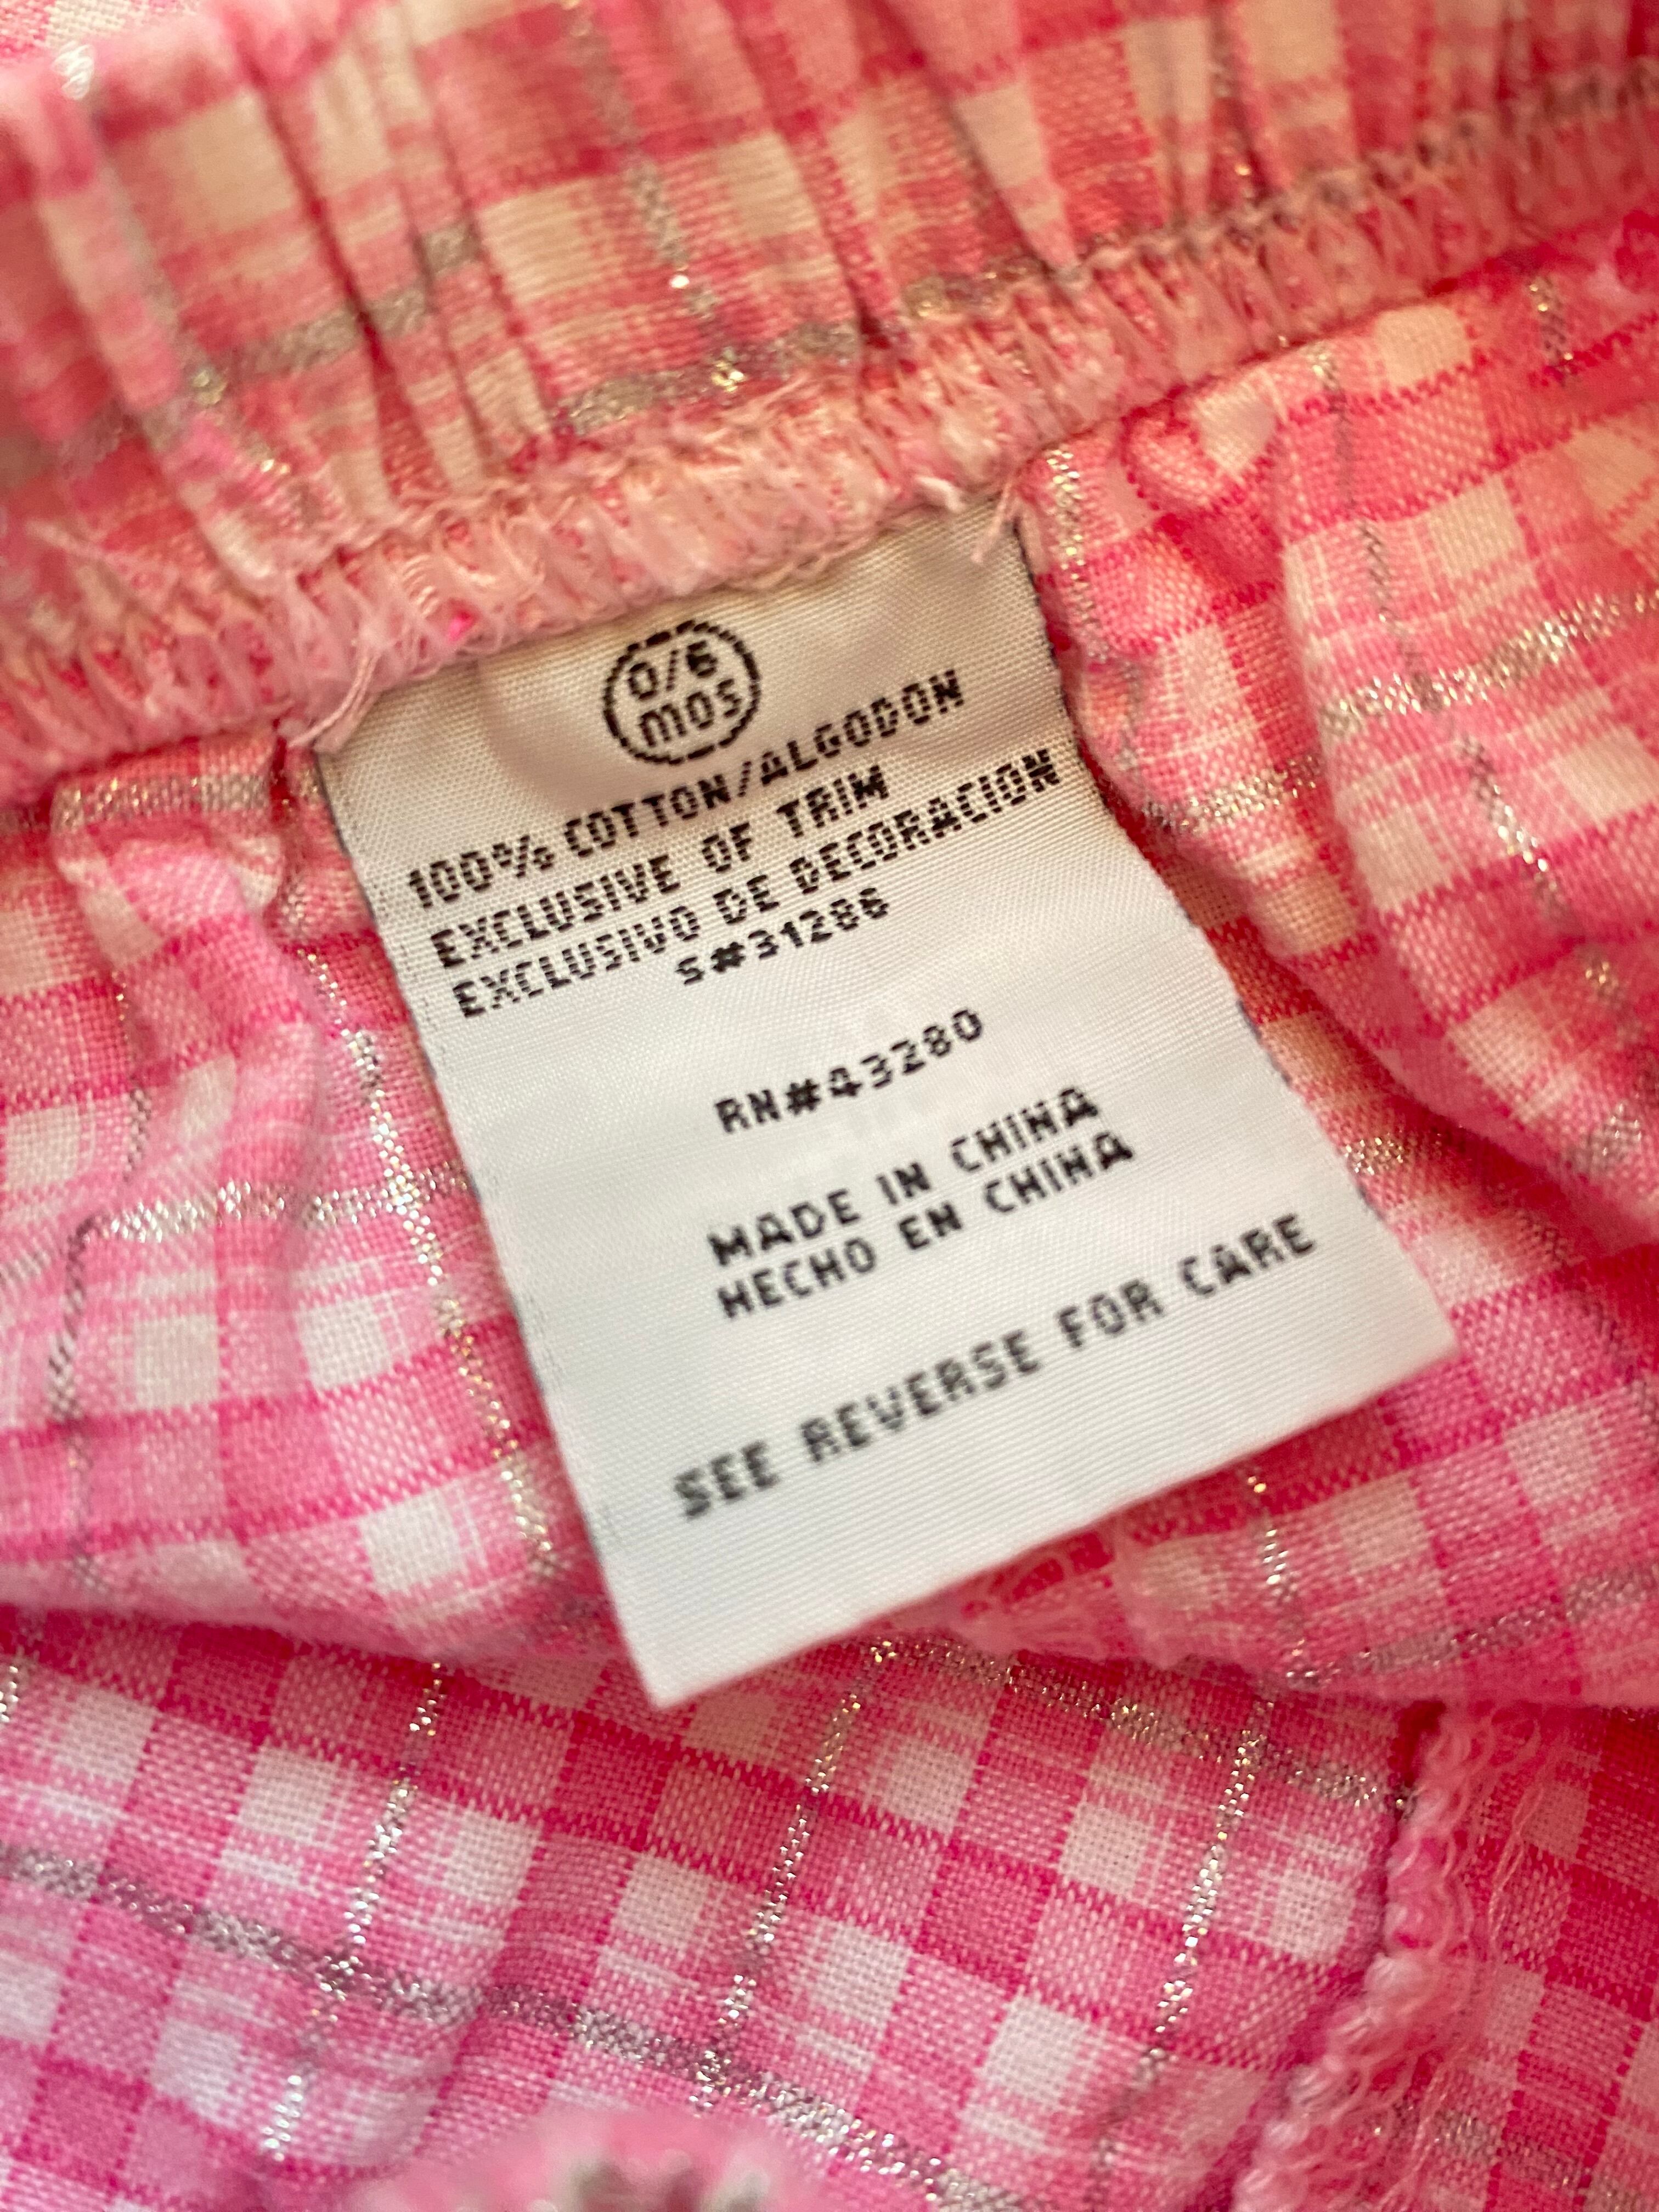 0/6
mos
100% COTTON/ALGODON
EXCLUSIVE OF TRIM
EXCLUSIVO DE DECORACION
S#31286
RN#43280
MADE IN CHINA
HECHO EN CHINA
SEE REVERSE FOR CARE